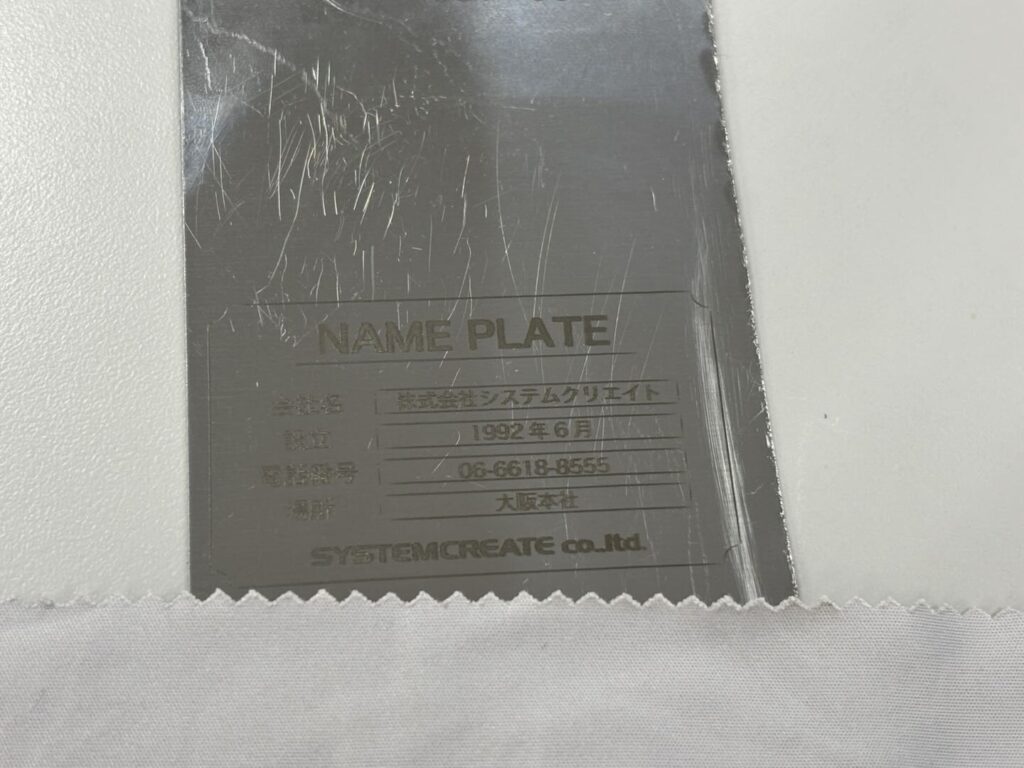 NAME PLATE
会社名 株式会社システムクリエイト
設立 1992年6月
電話番号 06-6618-8555
場所 大阪本社
SYSTEMCREATE co.,ltd.